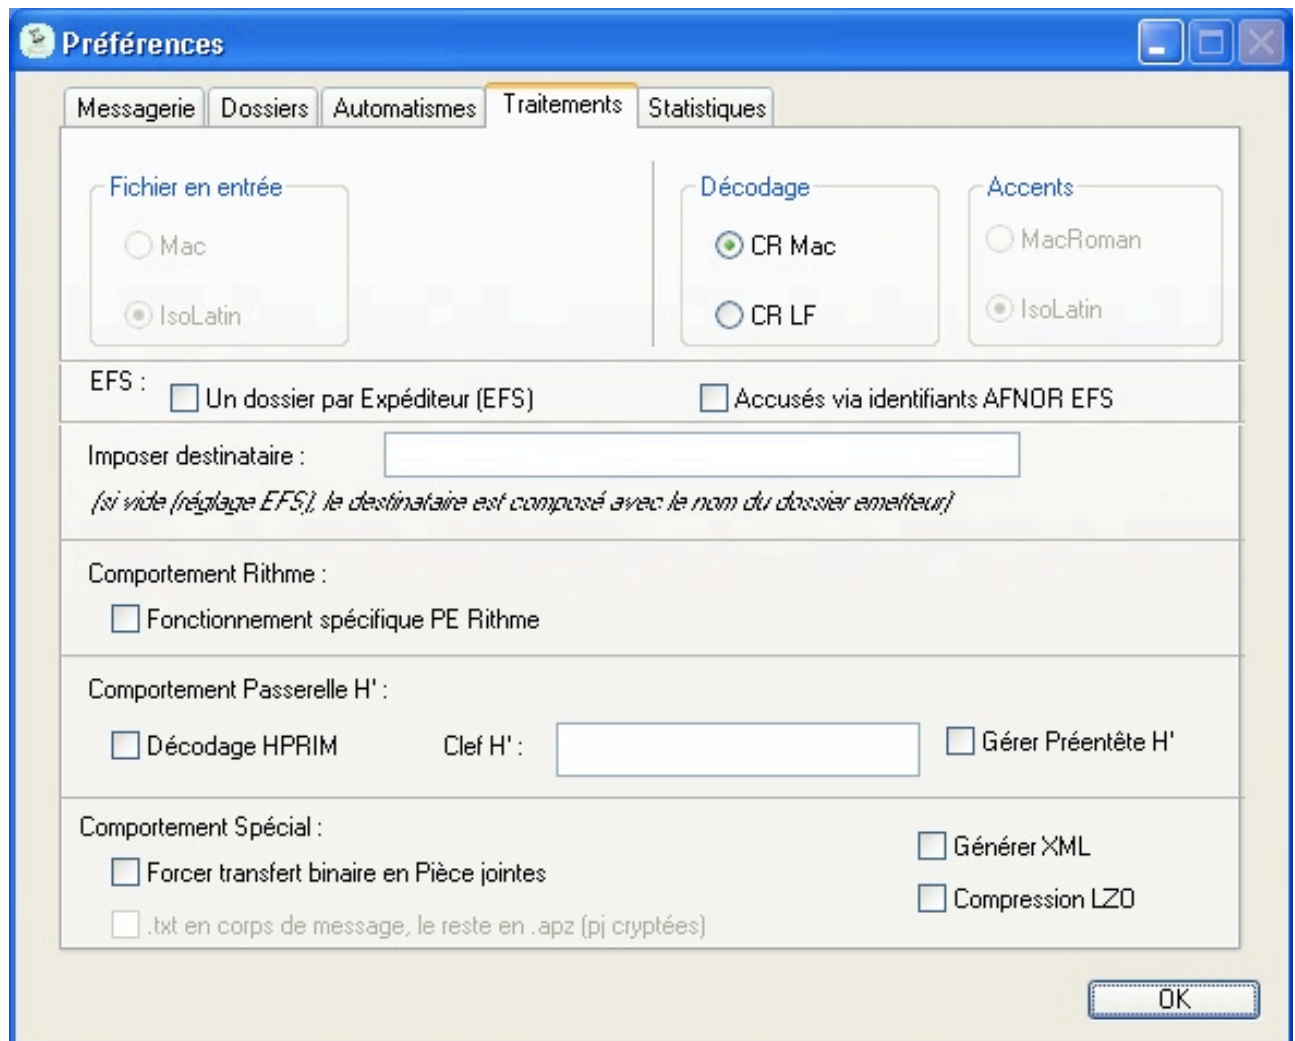 Préférences
Messagerie Dossiers Automatismes Traitements Statistiques
Fichier en entrée Décodage Accents
Mac CR Mac MacRoman
IsoLatin CR LF IsoLatin
EFS : Un dossier par Expéditeur (EFS) Accusés via identifiants AFNOR EFS
Imposer destinataire :
(si vide (réglage EFS), le destinataire est composé avec le nom du dossier emetteur)
Comportement Rithme :
Fonctionnement spécifique PE Rithme
Comportement Passerelle H' :
Décodage HPRIM Clef H' : Gérer Préentête H'
Comportement Spécial :
Générer XML
Forcer transfert binaire en Pièce jointes
Compression LZO
.txt en corps de message, le reste en .apz (pj cryptées)
OK